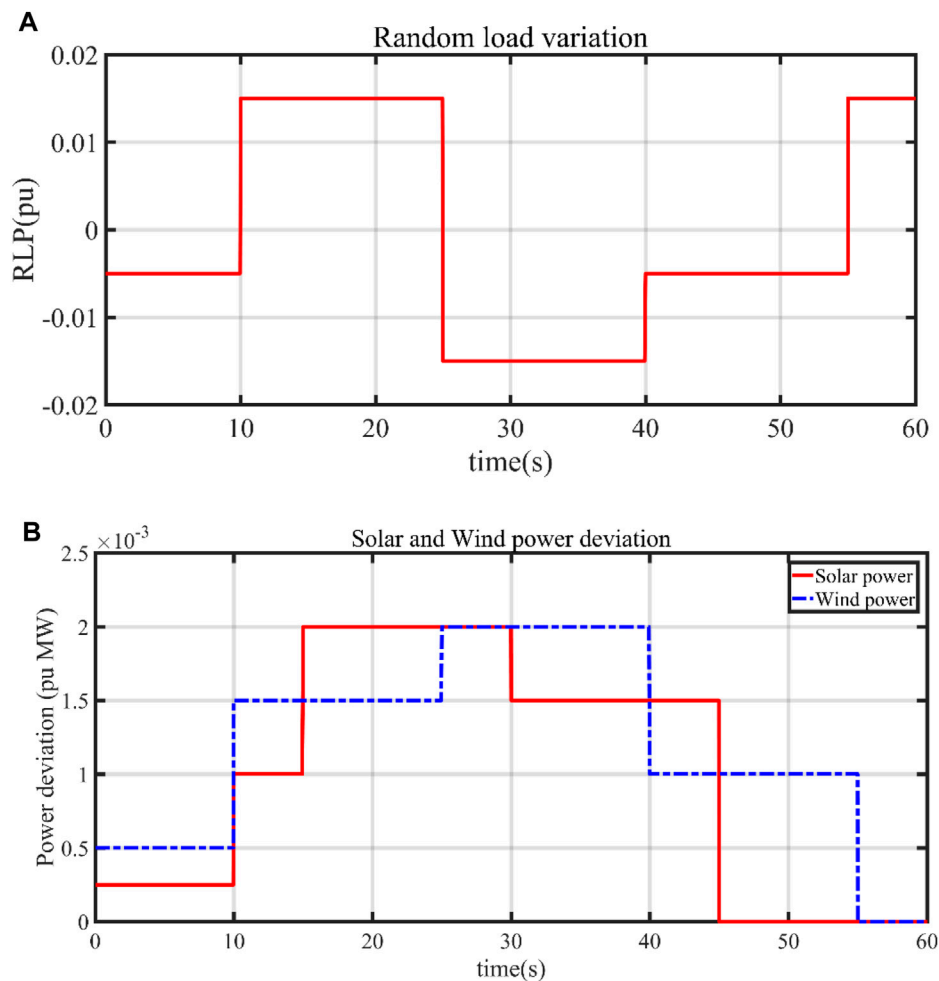 A
Random load variation
0.02
0.01
0
-0.01
-0.02
RLP(pu)
0 10 20 30 40 50 60
time(s)
B
×10-3
Solar and Wind power deviation
2.5
2
1.5
1
0.5
0
Power deviation (pu MW)
Solar power
Wind power
0 10 20 30 40 50 60
time(s)